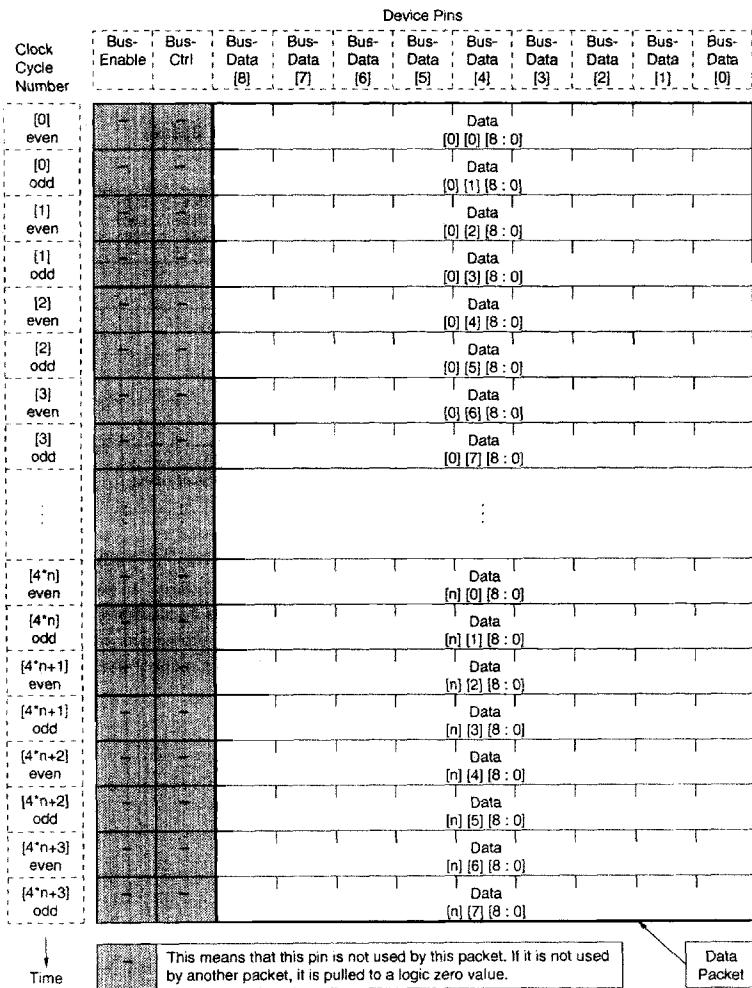 Device Pins
Clock Cycle Number
Bus-Enable Bus-Ctrl Bus-Data [8] Bus-Data [7] Bus-Data [6] Bus-Data [5] Bus-Data [4] Bus-Data [3] Bus-Data [2] Bus-Data [1] Bus-Data [0]
[0] even - - Data [0] [0] [8 : 0]
[0] odd - - Data [0] [1] [8 : 0]
[1] even - - Data [0] [2] [8 : 0]
[1] odd - - Data [0] [3] [8 : 0]
[2] even - - Data [0] [4] [8 : 0]
[2] odd - - Data [0] [5] [8 : 0]
[3] even - - Data [0] [6] [8 : 0]
[3] odd - - Data [0] [7] [8 : 0]
[4*n] even - - Data [n] [0] [8 : 0]
[4*n] odd - - Data [n] [1] [8 : 0]
[4*n+1] even - - Data [n] [2] [8 : 0]
[4*n+1] odd - - Data [n] [3] [8 : 0]
[4*n+2] even - - Data [n] [4] [8 : 0]
[4*n+2] odd - - Data [n] [5] [8 : 0]
[4*n+3] even - - Data [n] [6] [8 : 0]
[4*n+3] odd - - Data [n] [7] [8 : 0]
Time
- This means that this pin is not used by this packet. If it is not used
by another packet, it is pulled to a logic zero value.
Data
Packet